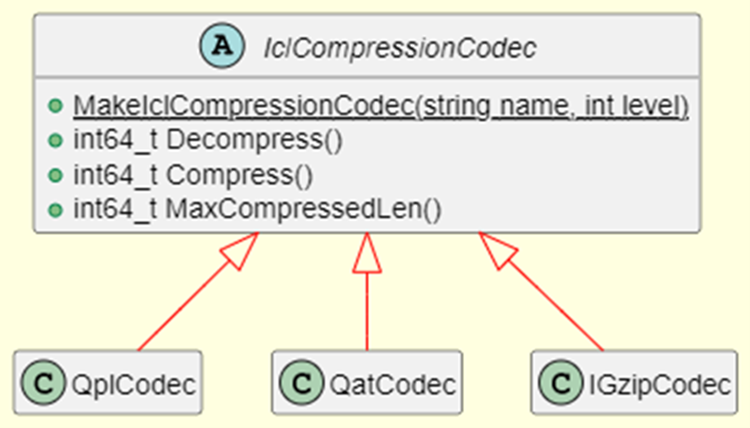 A IclCompressionCodec
MakeIclCompressionCodec(string name, int level)
int64_t Decompress()
int64_t Compress()
int64_t MaxCompressedLen()
C QplCodec
C QatCodec
C IGzipCodec